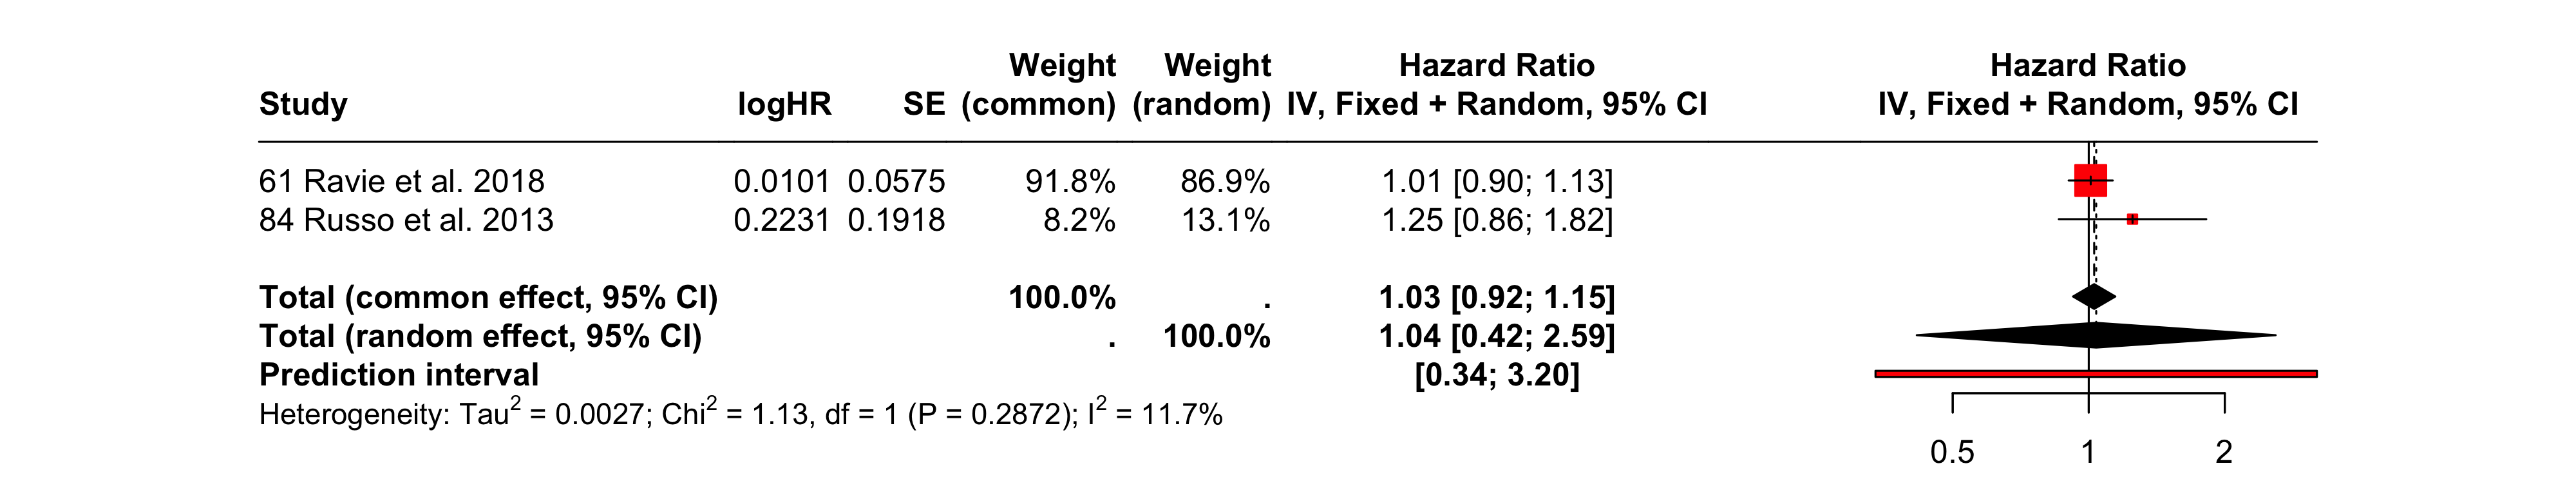 Weight Weight Hazard Ratio Hazard Ratio
Study logHR SE (common) (random) IV, Fixed + Random, 95% CI IV, Fixed + Random, 95% CI
61 Ravie et al. 2018 0.0101 0.0575 91.8% 86.9% 1.01 [0.90; 1.13]
84 Russo et al. 2013 0.2231 0.1918 8.2% 13.1% 1.25 [0.86; 1.82]
Total (common effect, 95% CI) 100.0% . 1.03 [0.92; 1.15]
Total (random effect, 95% CI) . 100.0% 1.04 [0.42; 2.59]
Prediction interval [0.34; 3.20]
Heterogeneity: Tau² = 0.0027; Chi² = 1.13, df = 1 (P = 0.2872); I² = 11.7%
0.5 1 2